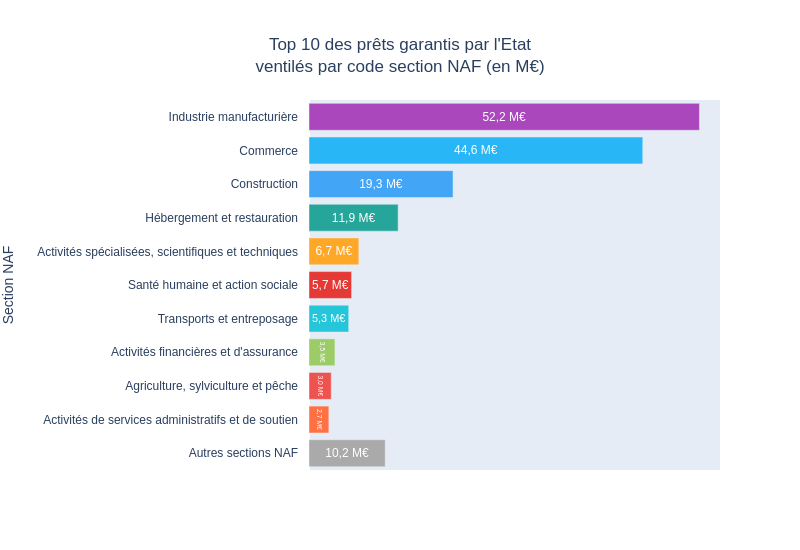 Top 10 des prêts garantis par l'Etat
ventilés par code section NAF (en M€)
Section NAF
Industrie manufacturière 52,2 M€
Commerce 44,6 M€
Construction 19,3 M€
Hébergement et restauration 11,9 M€
Activités spécialisées, scientifiques et techniques 6,7 M€
Santé humaine et action sociale 5,7 M€
Transports et entreposage 5,3 M€
Activités financières et d'assurance 3,5 M€
Agriculture, sylviculture et pêche 3,0 M€
Activités de services administratifs et de soutien 2,7 M€
Autres sections NAF 10,2 M€